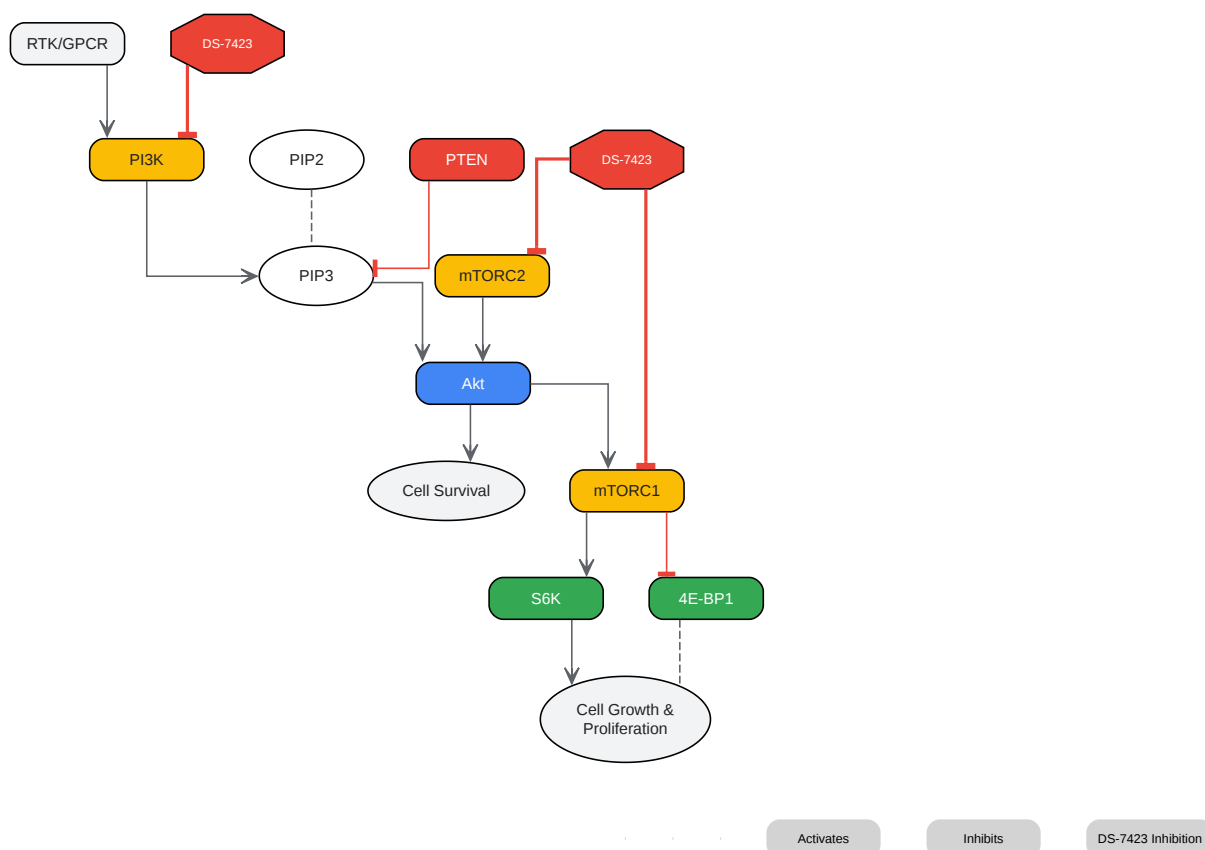 RTK/GPCR
DS-7423
PI3K
PIP2
PTEN
DS-7423
PIP3
mTORC2
Akt
Cell Survival
mTORC1
S6K
4E-BP1
Cell Growth &
Proliferation
Activates
Inhibits
DS-7423 Inhibition